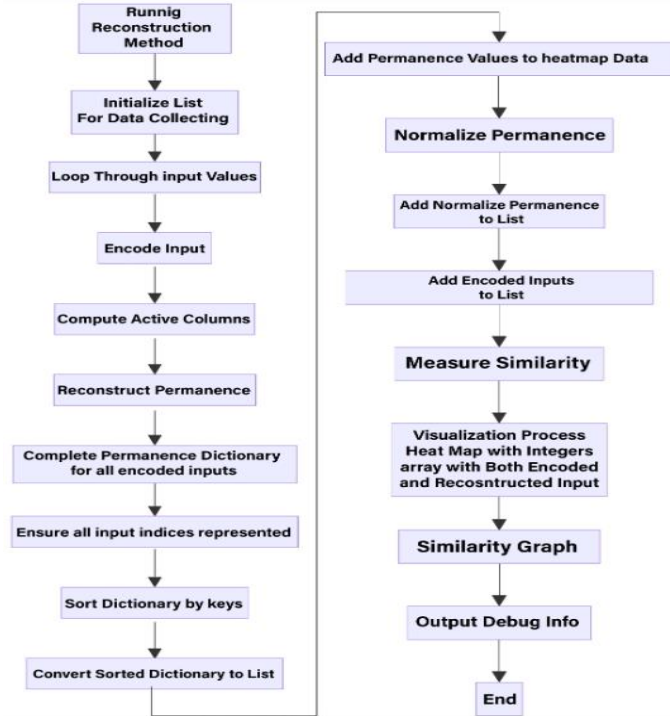 Runnig
Reconstruction
Method
Initialize List
For Data Collecting
Loop Through input Values
Encode Input
Compute Active Columns
Reconstruct Permanence
Complete Permanence Dictionary
for all encoded inputs
Ensure all input indices represented
Sort Dictionary by keys
Convert Sorted Dictionary to List
Add Permanence Values to heatmap Data
Normalize Permanence
Add Normalize Permanence
to List
Add Encoded Inputs
to List
Measure Similarity
Visualization Process
Heat Map with Integers
array with Both Encoded
and Recosntructed Input
Similarity Graph
Output Debug Info
End